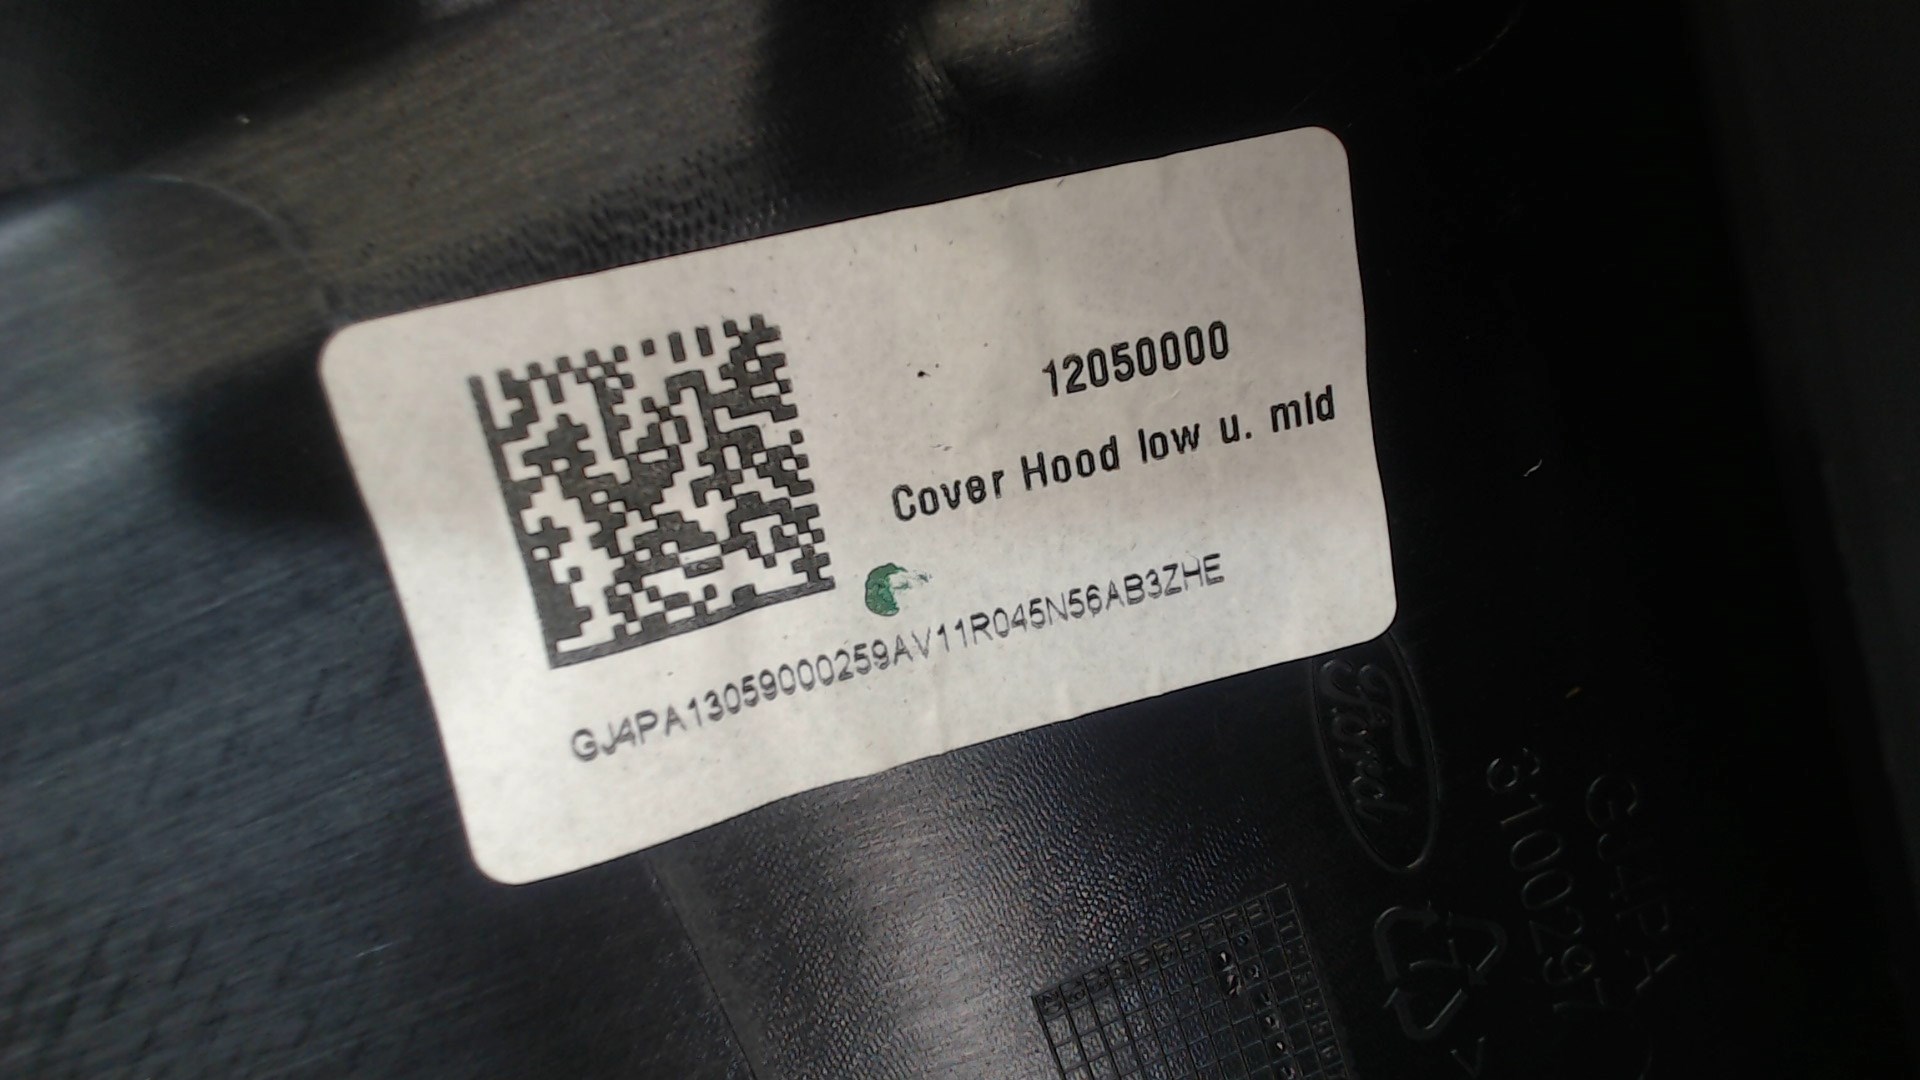 12050000
Cover Hood low u. mid
GJ4PA13059000259AV11R045N56AB3ZHE
Ford
3100297
GJ4PA